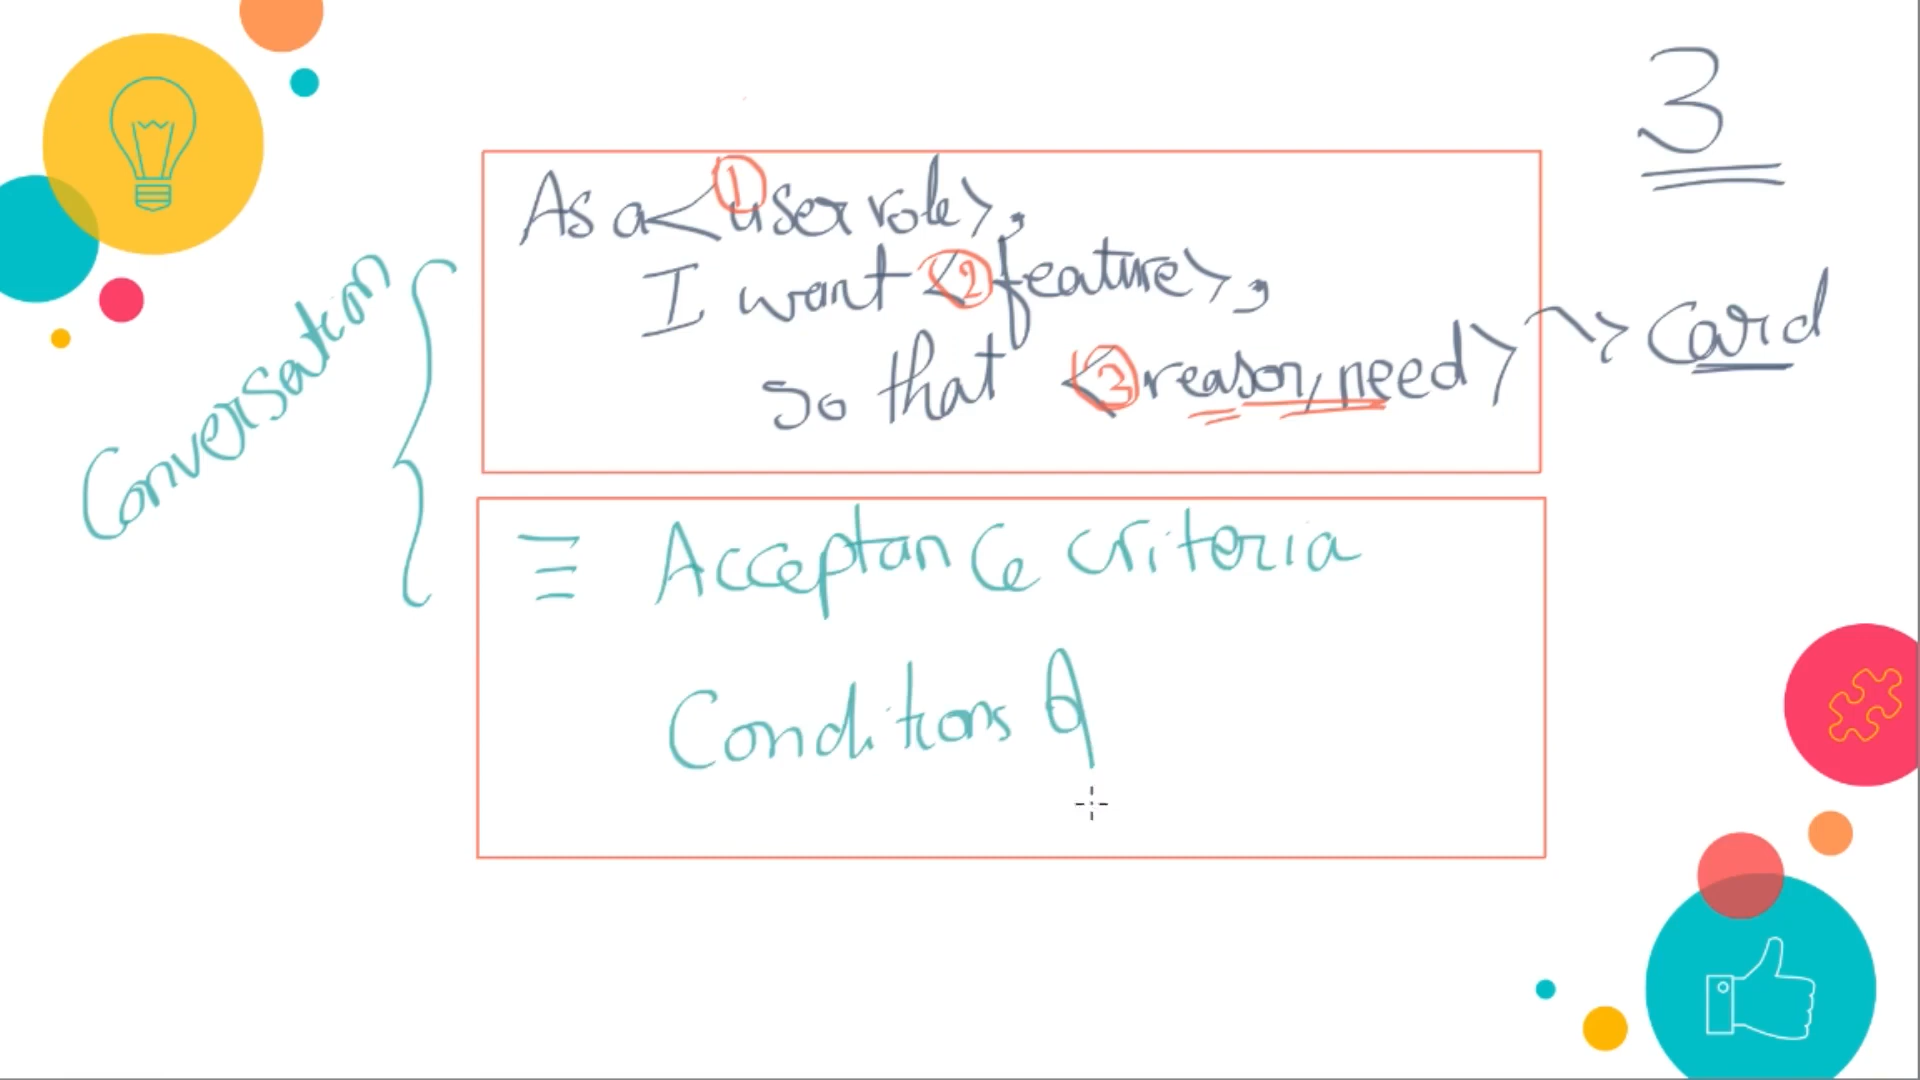 3
As a <user role>,
I want <feature>,
so that <reason, need>
1
2
3
Card
Conversation
Acceptance criteria
Conditions